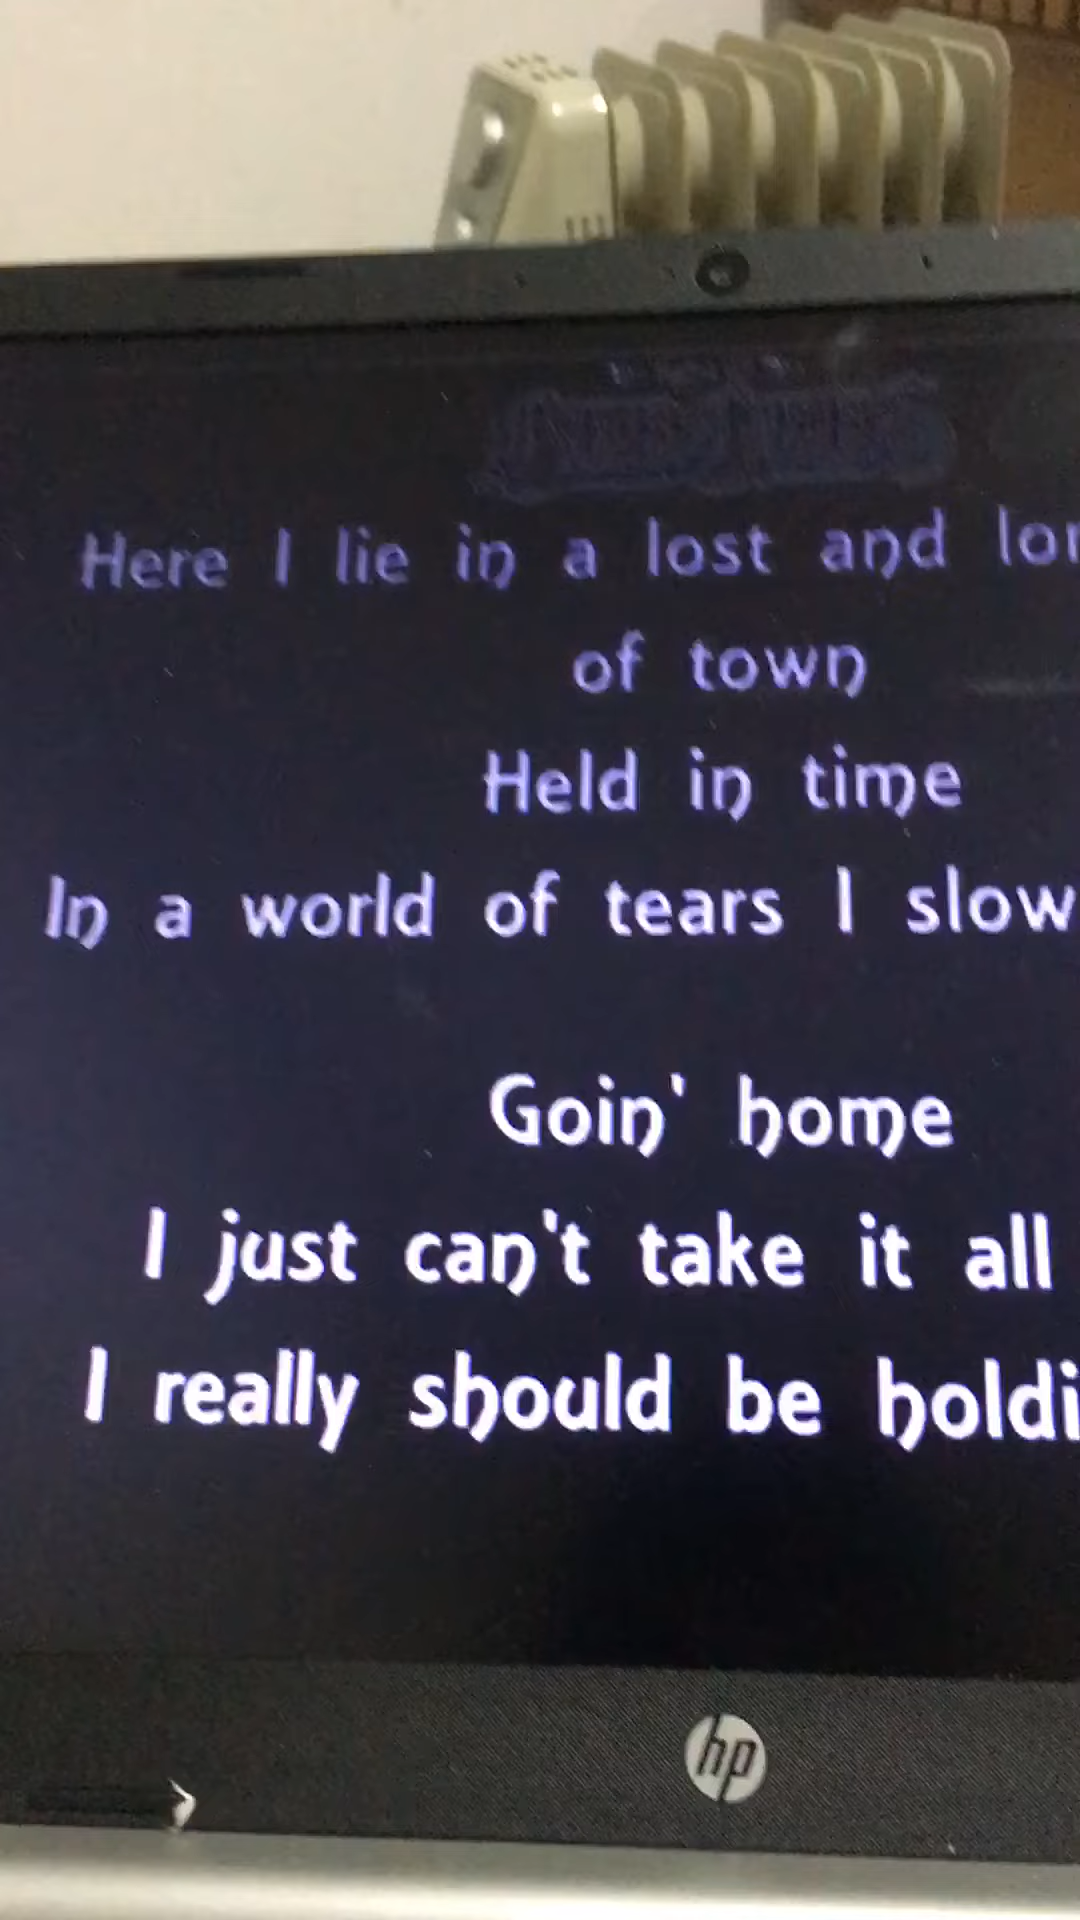 Here I lie in a lost and
of town
Held in time
In a world of tears I slow
Goin' home
I just can't take it all
I really should be holdi
hp